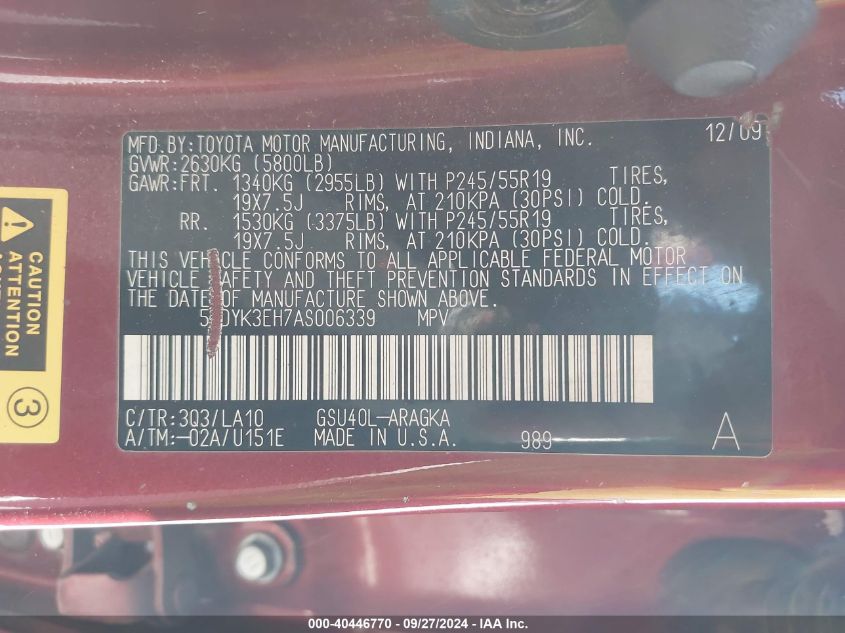 MFD.BY:TOYOTA MOTOR MANUFACTURING, INDIANA, INC. 12/09
GVWR:2630KG (5800LB)
GAWR:FRT. 1340KG (2955LB) WITH P245/55R19 TIRES,
19X7.5J RIMS, AT 210KPA (30PSI) COLD.
RR. 1530KG (3375LB) WITH P245/55R19 TIRES,
19X7.5J RIMS, AT 210KPA (30PSI) COLD.
THIS VEHICLE CONFORMS TO ALL APPLICABLE FEDERAL MOTOR
VEHICLE SAFETY AND THEFT PREVENTION STANDARDS IN EFFECT ON
THE DATE OF MANUFACTURE SHOWN ABOVE.
MPV
C/TR:3Q3/LA10 GSU40L-ARAGKA
A/TM:-02A/U151E MADE IN U.S.A. 989 A
CAUTION
ATTENTION
3
000-40446770 - 09/27/2024 - IAA Inc.